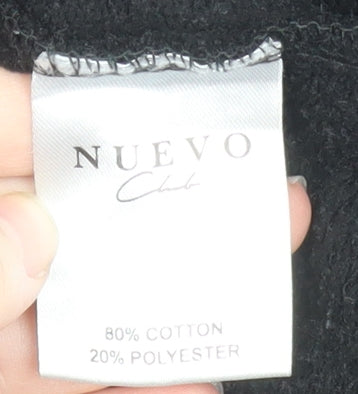 NUEVO
Club
80% COTTON
20% POLYESTER